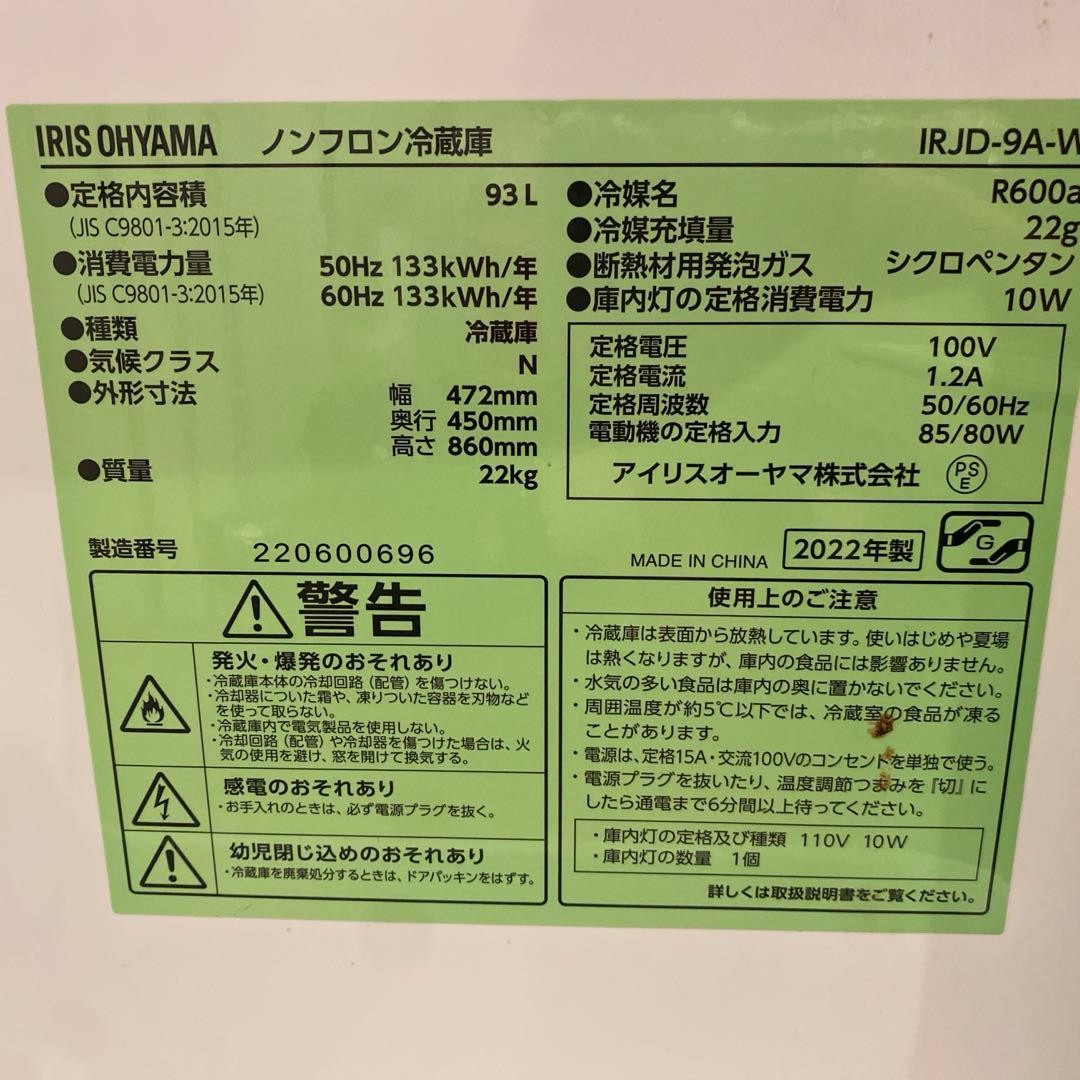 IRIS OHYAMA ノンフロン冷蔵庫 IRJD-9A-W
●定格内容積 93L
(JIS C9801-3:2015年)
●消費電力量 50Hz 133kWh/年
(JIS C9801-3:2015年) 60Hz 133kWh/年
●種類 冷蔵庫
●気候クラス N
●外形寸法 幅 472mm
奥行 450mm
高さ 860mm
●質量 22kg
●冷媒名 R600a
●冷媒充填量 22g
●断熱材用発泡ガス シクロペンタン
●庫内灯の定格消費電力 10W
定格電圧 100V
定格電流 1.2A
定格周波数 50/60Hz
電動機の定格入力 85/80W
アイリスオーヤマ株式会社 PSE
製造番号 220600696
MADE IN CHINA 2022年製 G
警告
発火・爆発のおそれあり
・冷蔵庫本体の冷却回路(配管)を傷つけない。
・冷却器についた霜や、凍りついた容器を刃物など
を使って取らない。
・冷蔵庫内で電気製品を使用しない。
・冷却回路(配管)や冷却器を傷つけた場合は、火
気の使用を避け、窓を開けて換気する。
感電のおそれあり
・お手入れのときは、必ず電源プラグを抜く。
幼児閉じ込めのおそれあり
・冷蔵庫を廃棄処分するときは、ドアパッキンをはずす。
使用上のご注意
・冷蔵庫は表面から放熱しています。使いはじめや夏場
は熱くなりますが、庫内の食品には影響ありません。
・水気の多い食品は庫内の奥に置かないでください。
・周囲温度が約5℃以下では、冷蔵室の食品が凍る
ことがあります。
・電源は、定格15A・交流100Vのコンセントを単独で使う。
・電源プラグを抜いたり、温度調節つまみを『切』に
したら通電まで6分間以上待ってください。
・庫内灯の定格及び種類 110V 10W
・庫内灯の数量 1個
詳しくは取扱説明書をご覧ください。